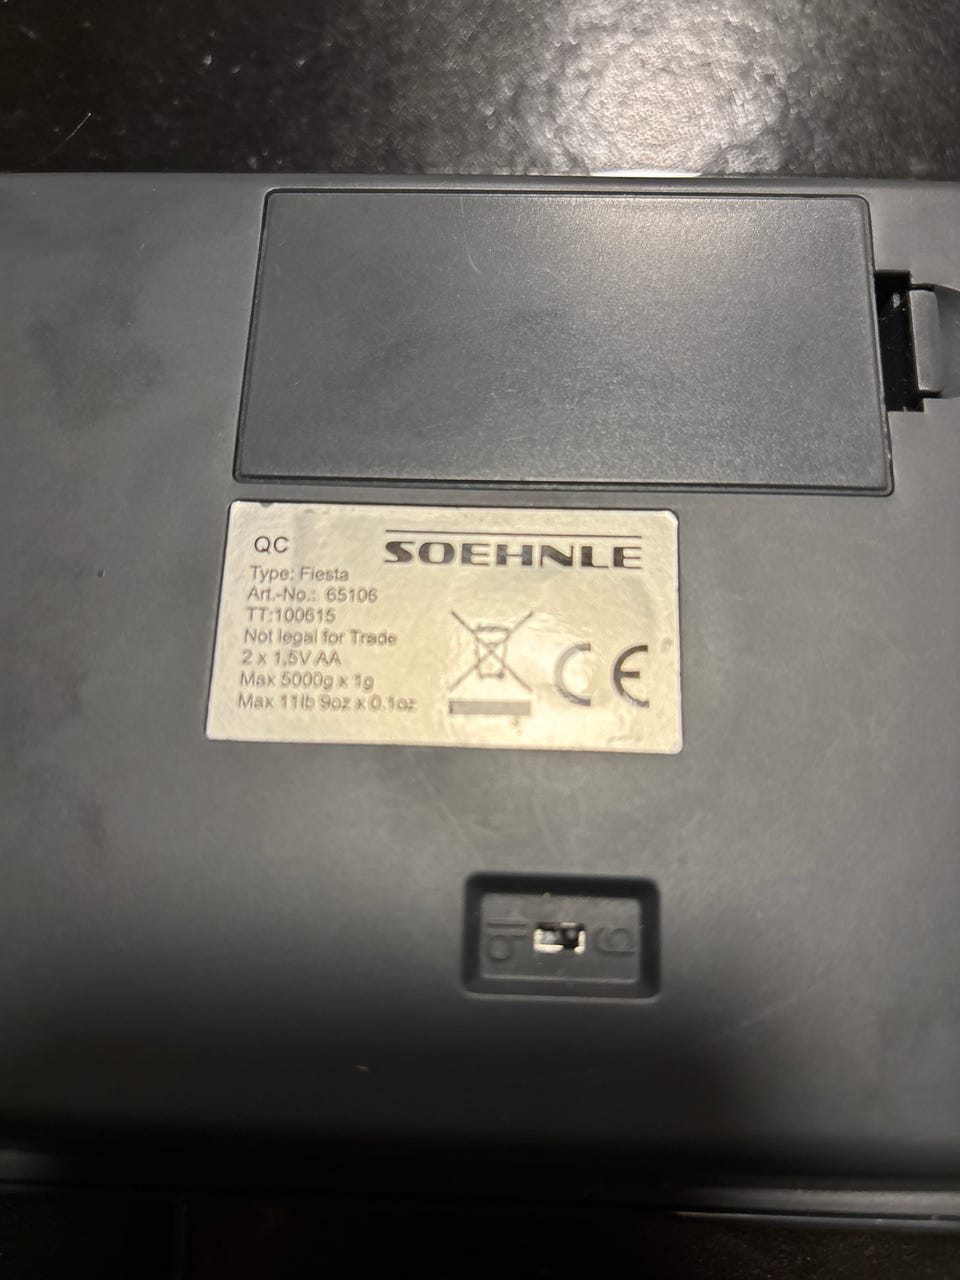 QC
SOEHNLE
Type: Fiesta
Art.-No.: 65106
TT:100615
Not legal for Trade
2 x 1,5V AA
Max 5000g x 1g
Max 11lb 9oz x 0.1oz
CE
lb
g